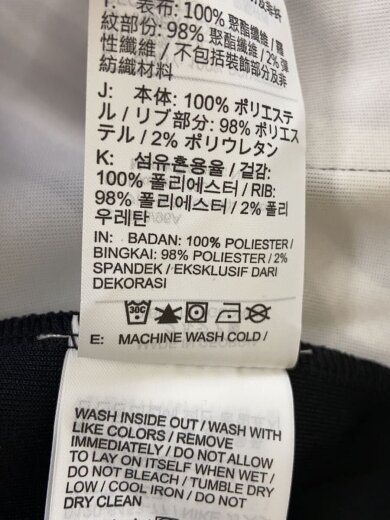 T: 表布: 100% 聚酯纖維 / 羅
紋部份: 98% 聚酯纖維 / 2% 彈
性纖維 / 不包括裝飾部分及非
紡織材料
J: 本体: 100% ポリエステ
ル / リブ部分: 98% ポリエス
テル / 2% ポリウレタン
K: 섬유혼용율 / 겉감:
100% 폴리에스터 / RIB:
98% 폴리에스터 / 2% 폴리
우레탄
IN: BADAN: 100% POLIESTER /
BINGKAI: 98% POLIESTER / 2%
SPANDEK / EKSKLUSIF DARI
DEKORASI
30C
E: MACHINE WASH COLD /
WASH INSIDE OUT / WASH WITH
LIKE COLORS / REMOVE
IMMEDIATELY / DO NOT ALLOW
TO LAY ON ITSELF WHEN WET /
DO NOT BLEACH / TUMBLE DRY
LOW / COOL IRON / DO NOT
DRY CLEAN